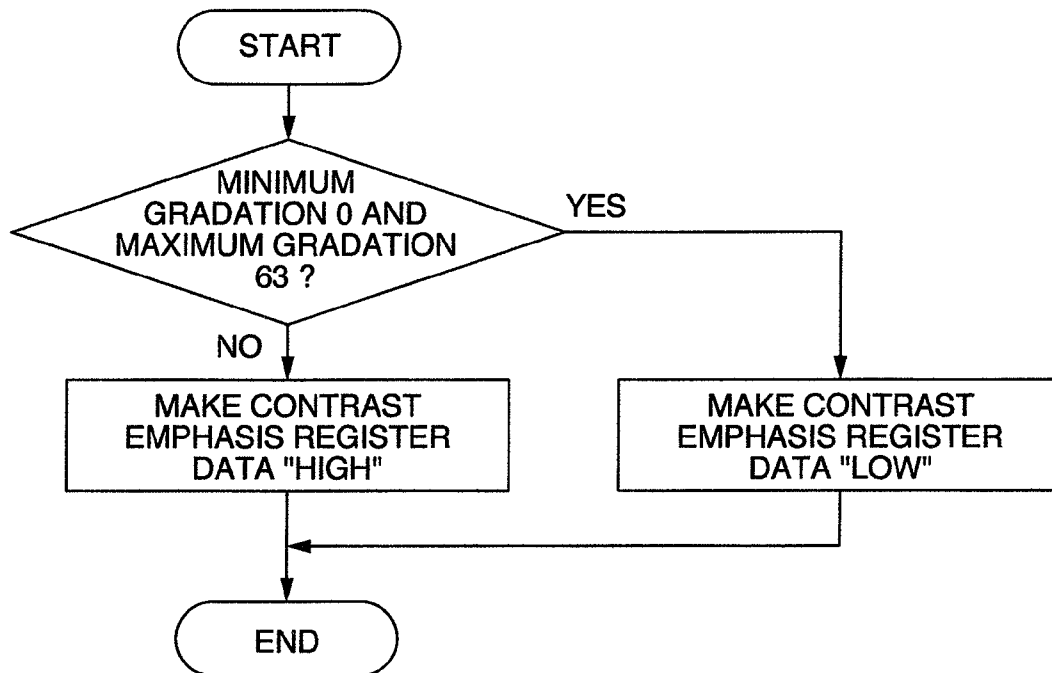 START
MINIMUM
GRADATION 0 AND
MAXIMUM GRADATION
63 ?
YES
NO
MAKE CONTRAST
EMPHASIS REGISTER
DATA "HIGH"
MAKE CONTRAST
EMPHASIS REGISTER
DATA "LOW"
END